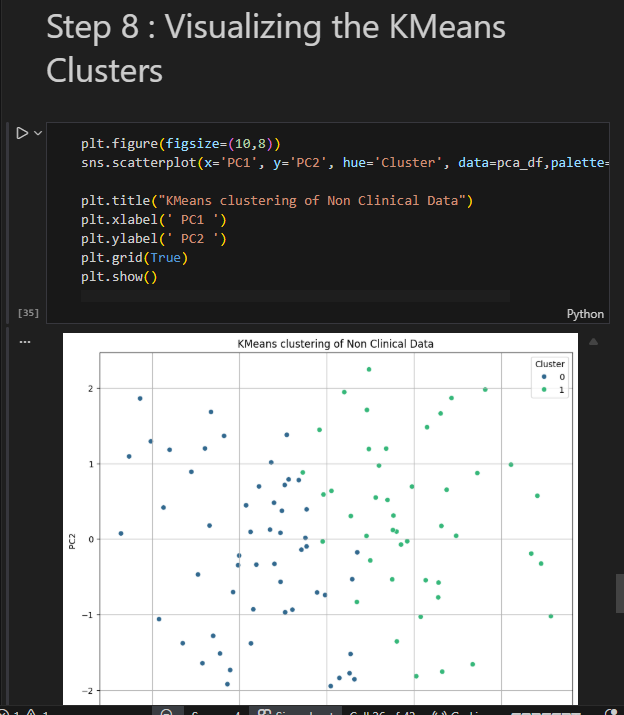 Step 8 : Visualizing the KMeans
Clusters
plt.figure(figsize=(10,8))
sns.scatterplot(x='PC1', y='PC2', hue='Cluster', data=pca_df,palette=
plt.title("KMeans clustering of Non Clinical Data")
plt.xlabel(' PC1 ')
plt.ylabel(' PC2 ')
plt.grid(True)
plt.show()
[35]
Python
...
KMeans clustering of Non Clinical Data
Cluster
0
1
2
1
0
−1
−2
PC2